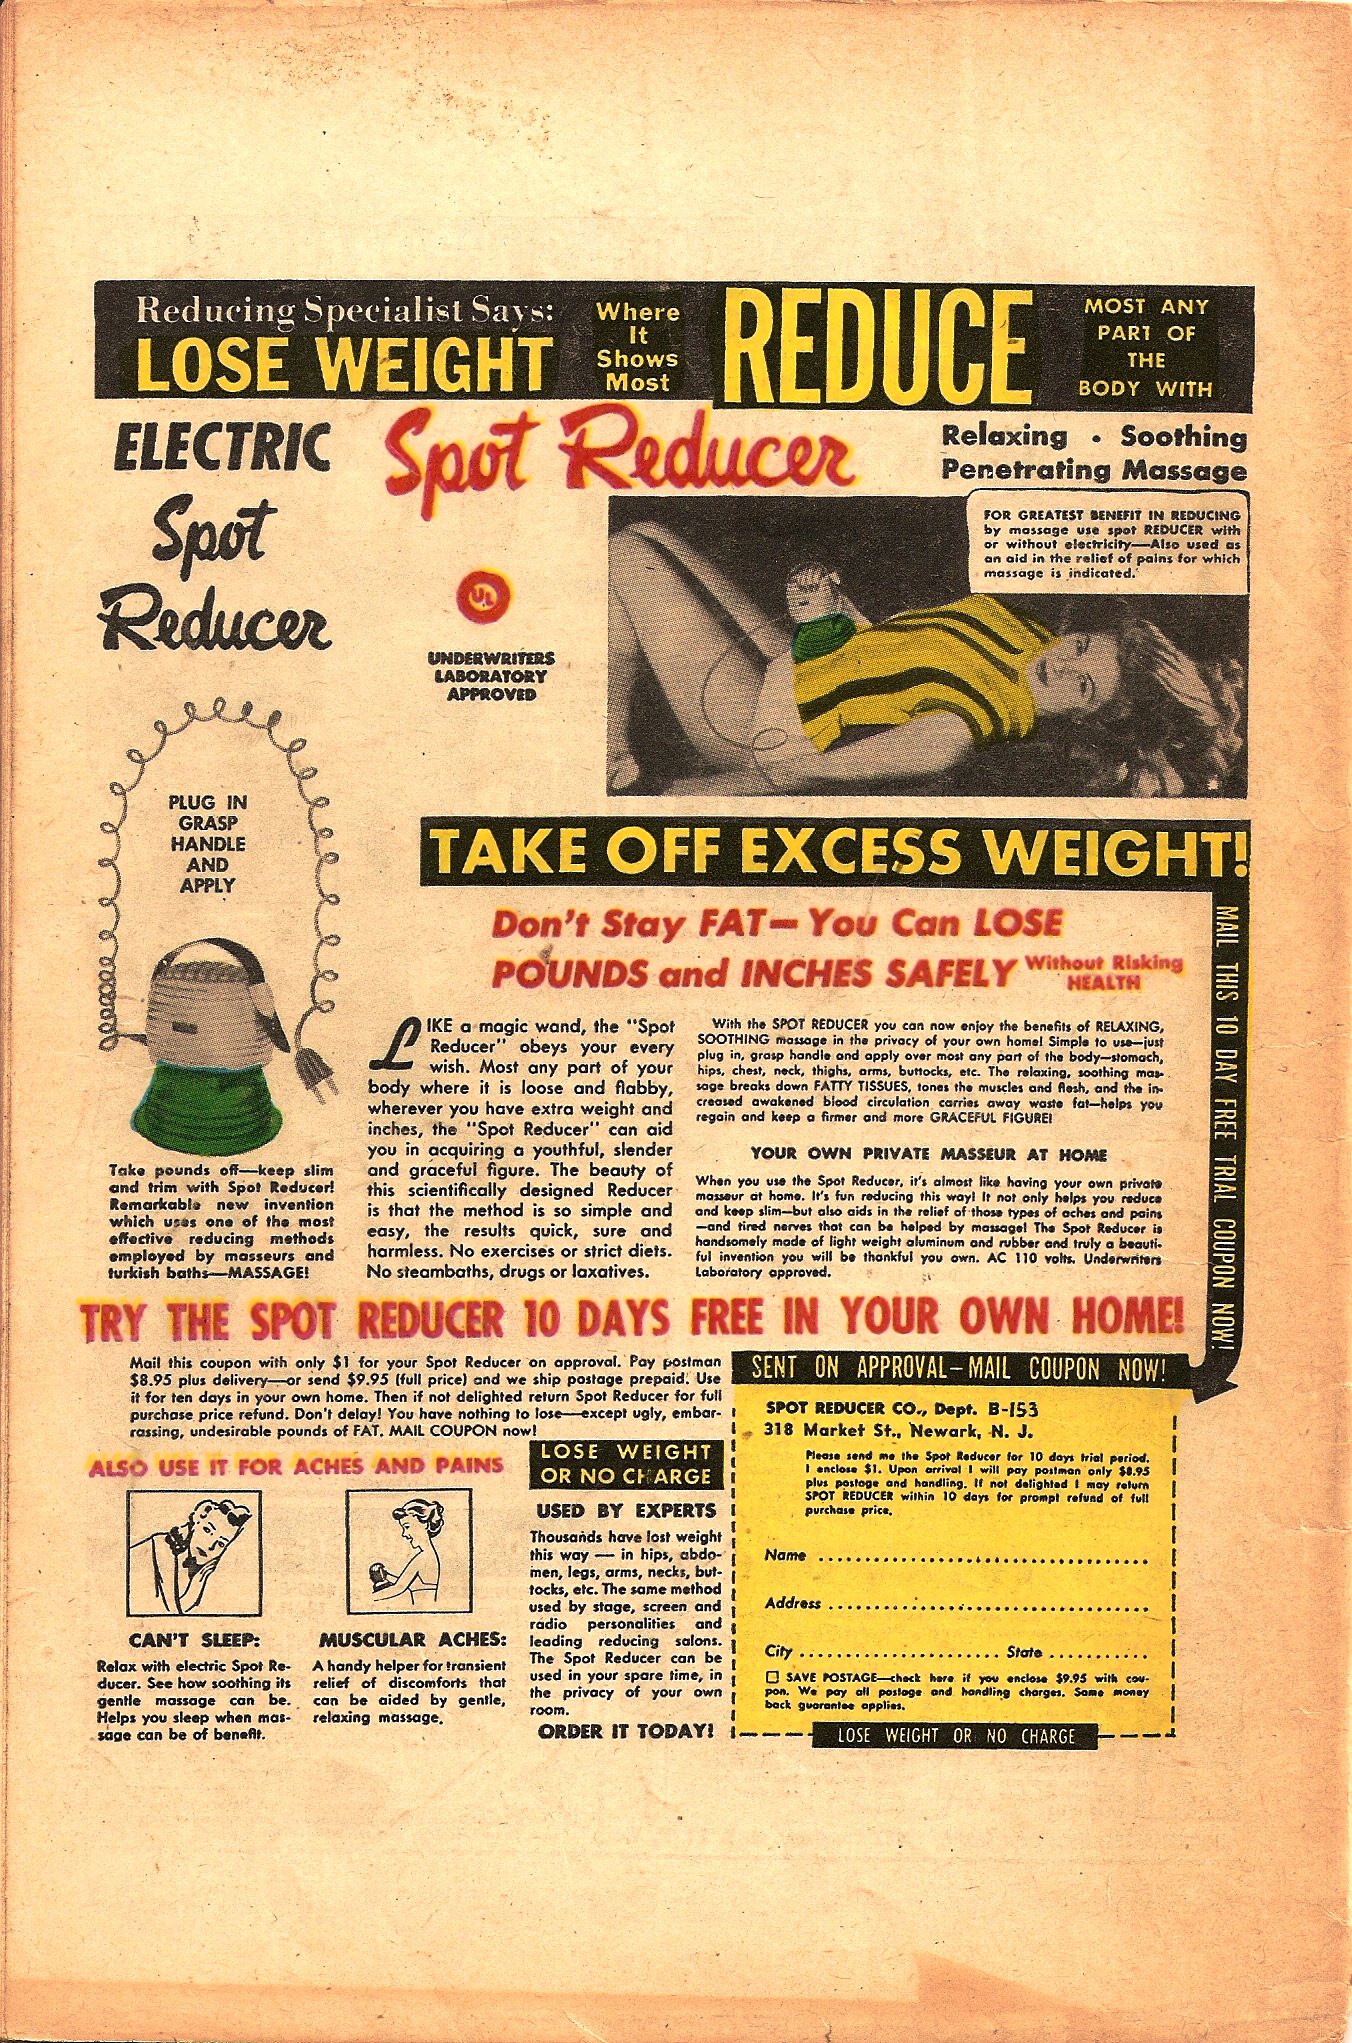 Reducing Specialist Says:
LOSE WEIGHT
Where
It
Shows
Most
REDUCE
MOST ANY
PART OF
THE
BODY WITH
ELECTRIC
Spot
Reducer
Spot Reducer
Relaxing • Soothing
Penetrating Massage
UL
UNDERWRITERS
LABORATORY
APPROVED
FOR GREATEST BENEFIT IN REDUCING
by massage use spot REDUCER with
or without electricity—Also used as
an aid in the relief of pains for which
massage is indicated.
PLUG IN
GRASP
HANDLE
AND
APPLY
Take pounds off—keep slim
and trim with Spot Reducer!
Remarkable new invention
which uses one of the most
effective reducing methods
employed by masseurs and
turkish baths—MASSAGE!
TAKE OFF EXCESS WEIGHT!
Don't Stay FAT—You Can LOSE
POUNDS and INCHES SAFELY Without Risking
HEALTH
MAIL THIS 10 DAY FREE TRIAL COUPON NOW!
LIKE a magic wand, the "Spot
Reducer" obeys your every
wish. Most any part of your
body where it is loose and flabby,
wherever you have extra weight and
inches, the "Spot Reducer" can aid
you in acquiring a youthful, slender
and graceful figure. The beauty of
this scientifically designed Reducer
is that the method is so simple and
easy, the results quick, sure and
harmless. No exercises or strict diets.
No steambaths, drugs or laxatives.
With the SPOT REDUCER you can now enjoy the benefits of RELAXING,
SOOTHING massage in the privacy of your own home! Simple to use—just
plug in, grasp handle and apply over most any part of the body—stomach,
hips, chest, neck, thighs, arms, buttocks, etc. The relaxing, soothing mas-
sage breaks down FATTY TISSUES, tones the muscles and flesh, and the in-
creased awakened blood circulation carries away waste fat—helps you
regain and keep a firmer and more GRACEFUL FIGURE!
YOUR OWN PRIVATE MASSEUR AT HOME
When you use the Spot Reducer, it's almost like having your own private
masseur at home. It's fun reducing this way! It not only helps you reduce
and keep slim—but also aids in the relief of those types of aches and pains
—and tired nerves that can be helped by massage! The Spot Reducer is
handsomely made of light weight aluminum and rubber and truly a beauti-
ful invention you will be thankful you own. AC 110 volts. Underwriters
Laboratory approved.
TRY THE SPOT REDUCER 10 DAYS FREE IN YOUR OWN HOME!
Mail this coupon with only $1 for your Spot Reducer on approval. Pay postman
$8.95 plus delivery—or send $9.95 (full price) and we ship postage prepaid. Use
it for ten days in your own home. Then if not delighted return Spot Reducer for full
purchase price refund. Don't delay! You have nothing to lose—except ugly, embar-
rassing, undesirable pounds of FAT. MAIL COUPON now!
ALSO USE IT FOR ACHES AND PAINS
CAN'T SLEEP:
Relax with electric Spot Re-
ducer. See how soothing its
gentle massage can be.
Helps you sleep when mas-
sage can be of benefit.
MUSCULAR ACHES:
A handy helper for transient
relief of discomforts that
can be aided by gentle,
relaxing massage.
LOSE WEIGHT
OR NO CHARGE
USED BY EXPERTS
Thousands have lost weight
this way — in hips, abdo-
men, legs, arms, necks, but-
tocks, etc. The same method
used by stage, screen and
radio personalities and
leading reducing salons.
The Spot Reducer can be
used in your spare time, in
the privacy of your own
room.
ORDER IT TODAY!
SENT ON APPROVAL—MAIL COUPON NOW!
SPOT REDUCER CO., Dept. B-153
318 Market St., Newark, N. J.
Please send me the Spot Reducer for 10 days trial period.
I enclose $1. Upon arrival I will pay postman only $8.95
plus postage and handling. If not delighted I may return
SPOT REDUCER within 10 days for prompt refund of full
purchase price.
Name
Address
City State
SAVE POSTAGE—check here if you enclose $9.95 with cou-
pon. We pay all postage and handling charges. Same money
back guarantee applies.
LOSE WEIGHT OR NO CHARGE